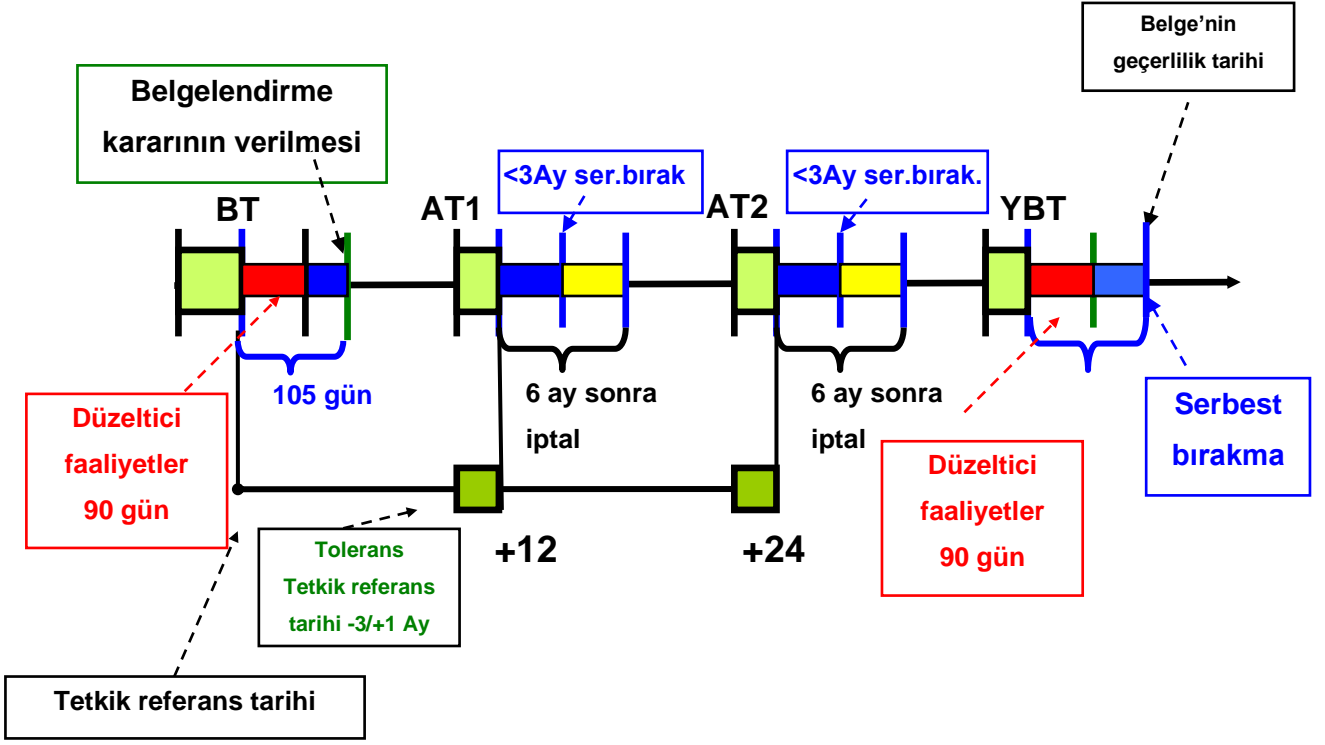 Belge’nin
geçerlilik tarihi
Belgelendirme
kararının verilmesi
<3Ay ser.bırak
<3Ay ser.bırak.
BT
AT1
AT2
YBT
105 gün
6 ay sonra
iptal
6 ay sonra
iptal
Düzeltici
faaliyetler
90 gün
Düzeltici
faaliyetler
90 gün
Serbest
bırakma
+12
+24
Tolerans
Tetkik referans
tarihi -3/+1 Ay
Tetkik referans tarihi